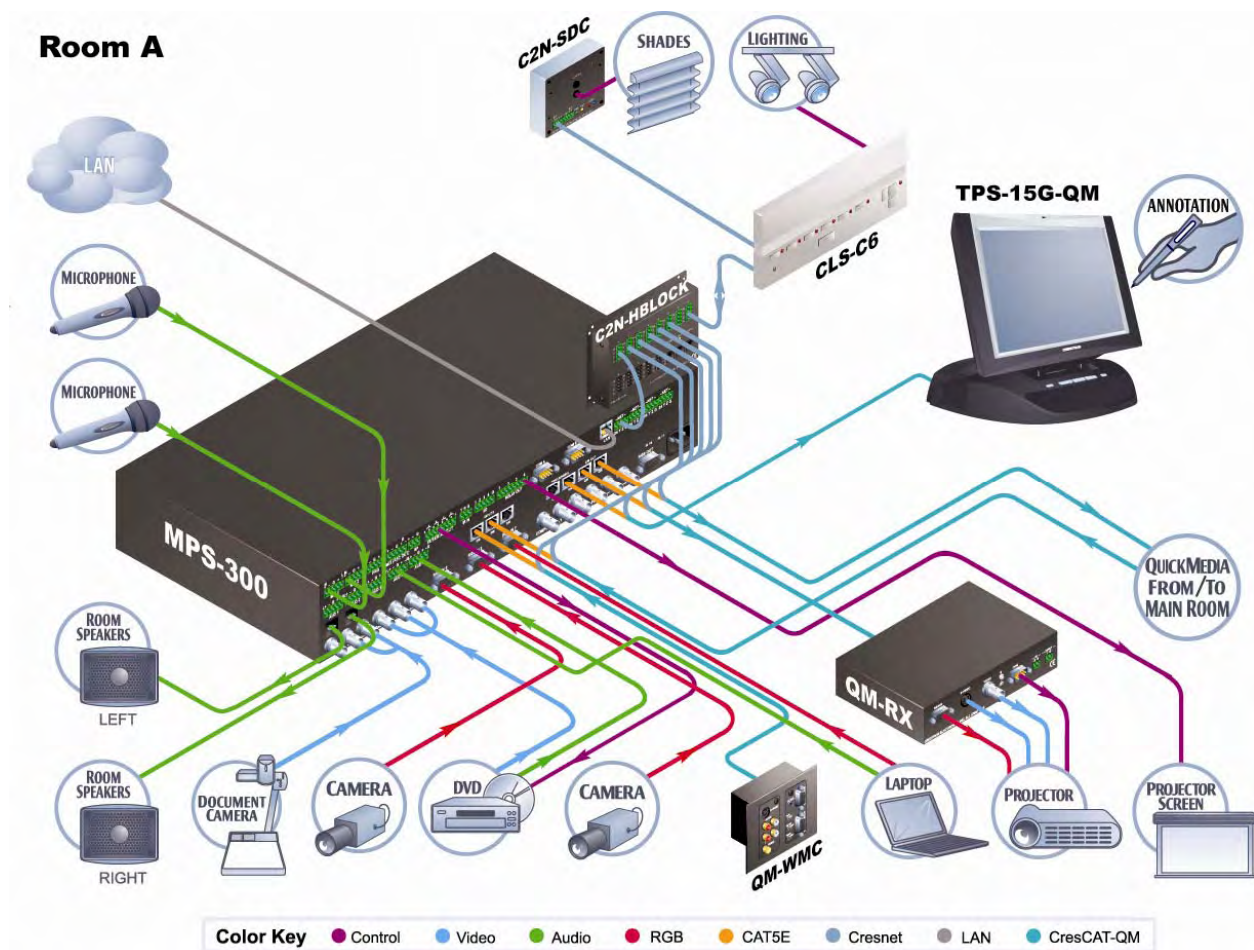 Room A
C2N-SDC
SHADES
LIGHTING
LAN
TPS-15G-QM
ANNOTATION
CLS-C6
MICROPHONE
C2N-HBLOCK
MICROPHONE
MPS-300
QUICKMEDIA
FROM/TO
MAIN ROOM
ROOM
SPEAKERS
LEFT
QM-RX
ROOM
SPEAKERS
RIGHT
DOCUMENT
CAMERA
CAMERA
DVD
CAMERA
QM-WMC
LAPTOP
PROJECTOR
PROJECTOR
SCREEN
Color Key Control Video Audio RGB CAT5E Cresnet LAN CresCAT-QM